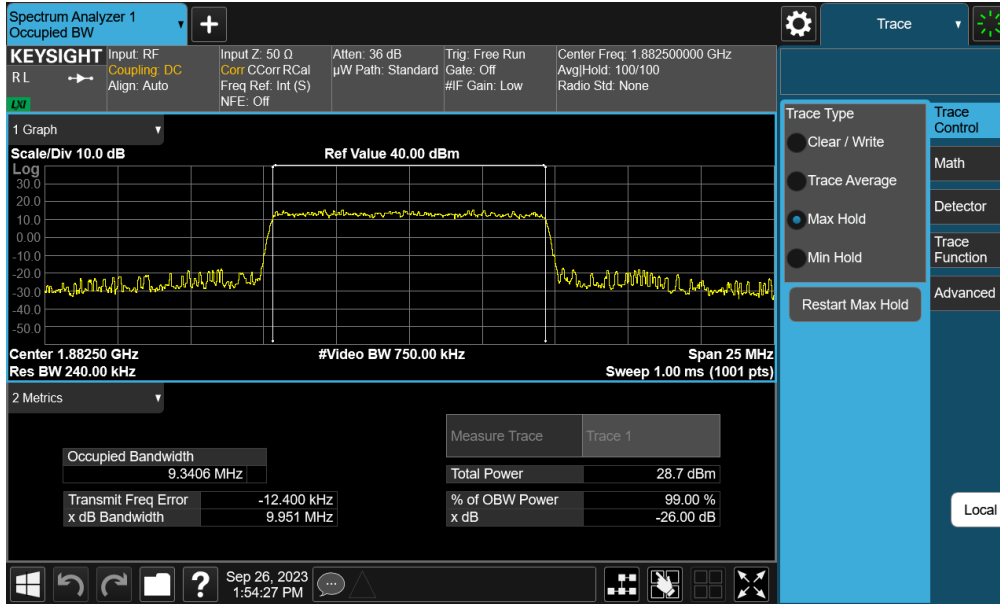 Spectrum Analyzer 1
Occupied BW
Trace
KEYSIGHT
R L
LXI
Input: RF
Coupling: DC
Align: Auto
Input Z: 50 Ω
Corr CCorr RCal
Freq Ref: Int (S)
NFE: Off
Atten: 36 dB
µW Path: Standard
Trig: Free Run
Gate: Off
#IF Gain: Low
Center Freq: 1.882500000 GHz
Avg|Hold: 100/100
Radio Std: None
1 Graph
Scale/Div 10.0 dB
Ref Value 40.00 dBm
Log
30.0
20.0
10.0
0.00
-10.0
-20.0
-30.0
-40.0
-50.0
Center 1.88250 GHz
#Video BW 750.00 kHz
Span 25 MHz
Res BW 240.00 kHz
Sweep 1.00 ms (1001 pts)
2 Metrics
Measure Trace
Trace 1
Occupied Bandwidth
9.3406 MHz
Total Power
28.7 dBm
Transmit Freq Error
-12.400 kHz
% of OBW Power
99.00 %
x dB Bandwidth
9.951 MHz
x dB
-26.00 dB
Sep 26, 2023
1:54:27 PM
Trace Type
Clear / Write
Trace Average
Max Hold
Min Hold
Restart Max Hold
Trace
Control
Math
Detector
Trace
Function
Advanced
Local